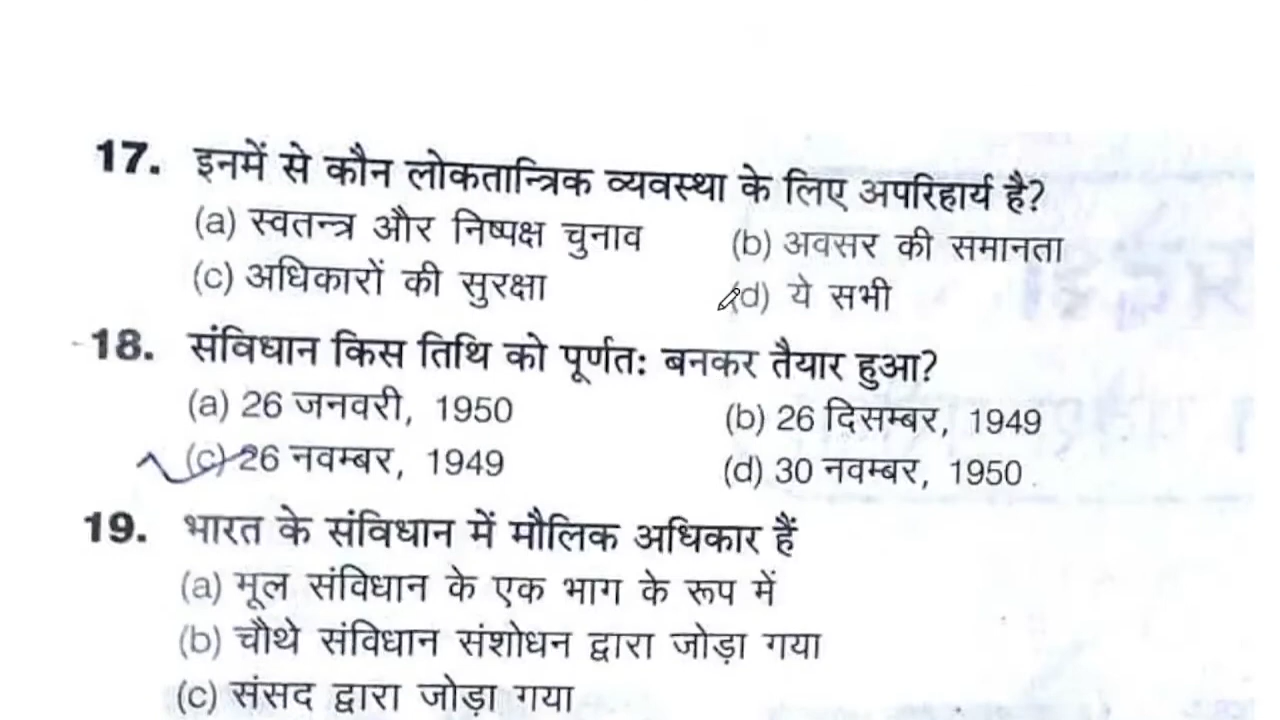 17. इनमें से कौन लोकतान्त्रिक व्यवस्था के लिए अपरिहार्य है?
(a) स्वतन्त्र और निष्पक्ष चुनाव (b) अवसर की समानता
(c) अधिकारों की सुरक्षा (d) ये सभी
18. संविधान किस तिथि को पूर्णत: बनकर तैयार हुआ?
(a) 26 जनवरी, 1950 (b) 26 दिसम्बर, 1949
(c) 26 नवम्बर, 1949 (d) 30 नवम्बर, 1950
19. भारत के संविधान में मौलिक अधिकार हैं
(a) मूल संविधान के एक भाग के रूप में
(b) चौथे संविधान संशोधन द्वारा जोड़ा गया
(c) संसद द्वारा जोड़ा गया